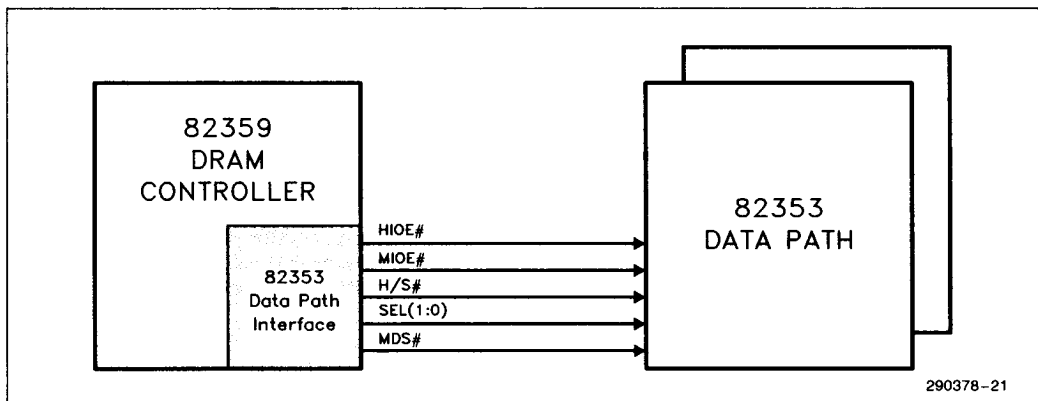 82359
DRAM
CONTROLLER
82353
Data Path
Interface
HIOE#
MIOE#
H/S#
SEL(1:0)
MDS#
82353
DATA PATH
290378-21